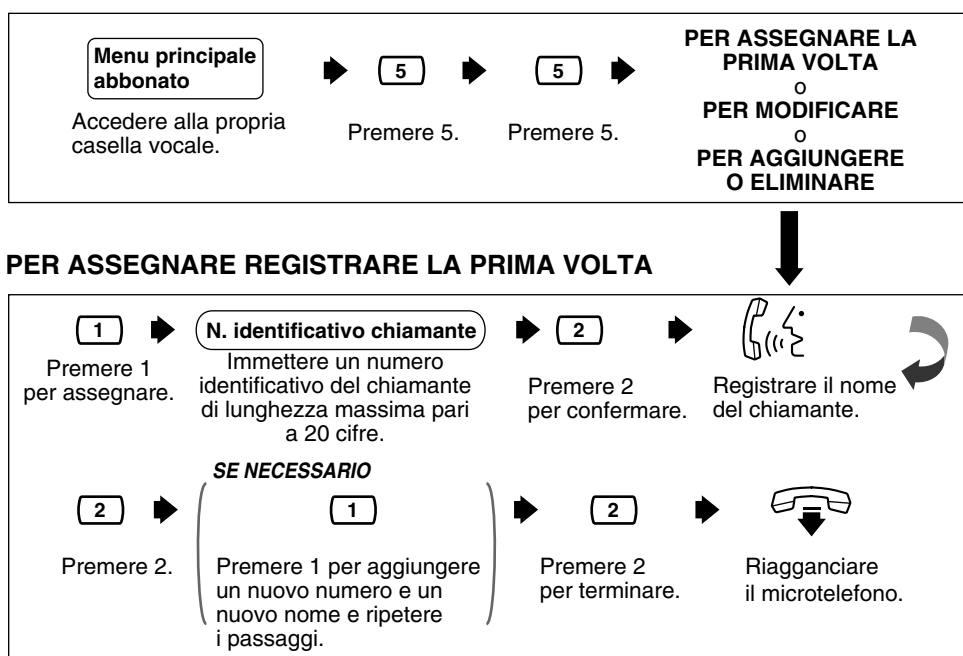 Menu principale
abbonato
Accedere alla propria
casella vocale.
5
Premere 5.
5
Premere 5.
PER ASSEGNARE LA
PRIMA VOLTA
o
PER MODIFICARE
o
PER AGGIUNGERE
O ELIMINARE
PER ASSEGNARE REGISTRARE LA PRIMA VOLTA
1
Premere 1
per assegnare.
N. identificativo chiamante
Immettere un numero
identificativo del chiamante
di lunghezza massima pari
a 20 cifre.
2
Premere 2
per confermare.
Registrare il nome
del chiamante.
2
Premere 2.
SE NECESSARIO
1
Premere 1 per aggiungere
un nuovo numero e un
nuovo nome e ripetere
i passaggi.
2
Premere 2
per terminare.
Riagganciare
il microtelefono.